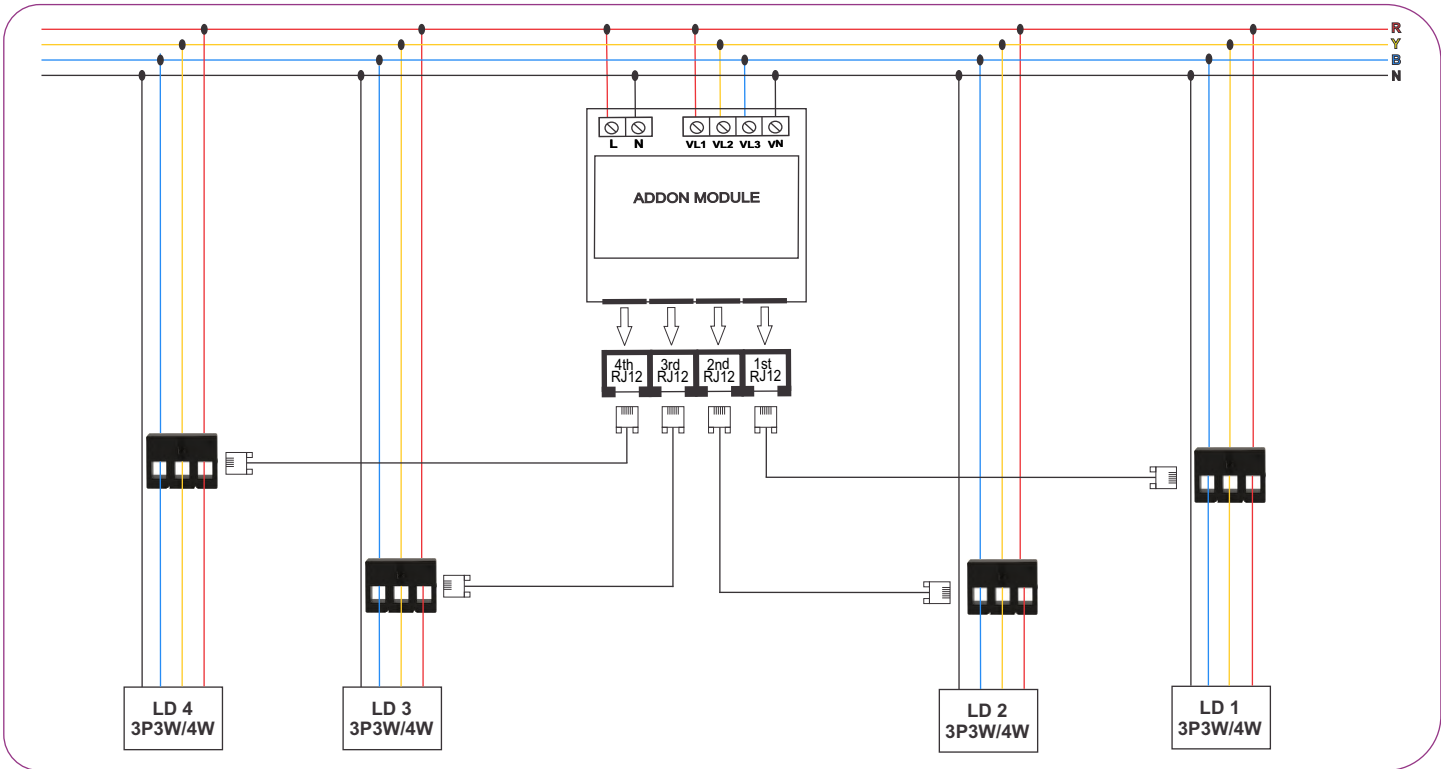 R
Y
B
N
L N VL1 VL2 VL3 VN
ADDON MODULE
4th
RJ12
3rd
RJ12
2nd
RJ12
1st
RJ12
LD 4
3P3W/4W
LD 3
3P3W/4W
LD 2
3P3W/4W
LD 1
3P3W/4W